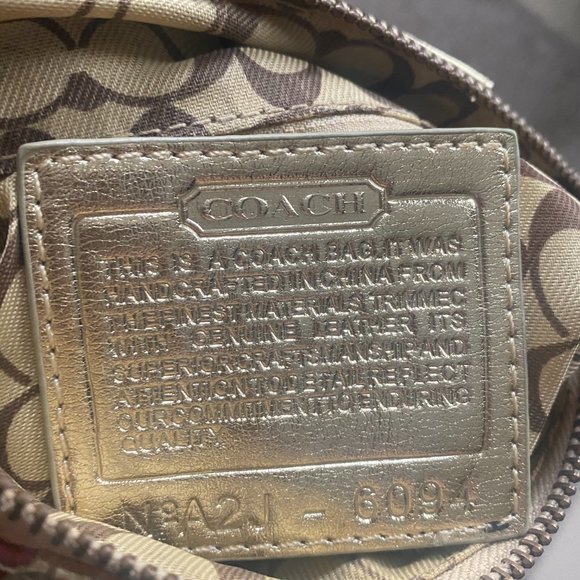 COACH
THIS IS A COACH BAG.IT WAS
HANDCRAFTED IN CHINA FROM
THE FINEST MATERIALS,TRIMMED
WITH GENUINE LEATHER ITS
SUPERIOR CRAFTSMANSHIP AND
ATTENTION TO DETAIL REFLECT
OUR COMMITMENT TO ENDURING
QUALITY.
NºA2J - 6094